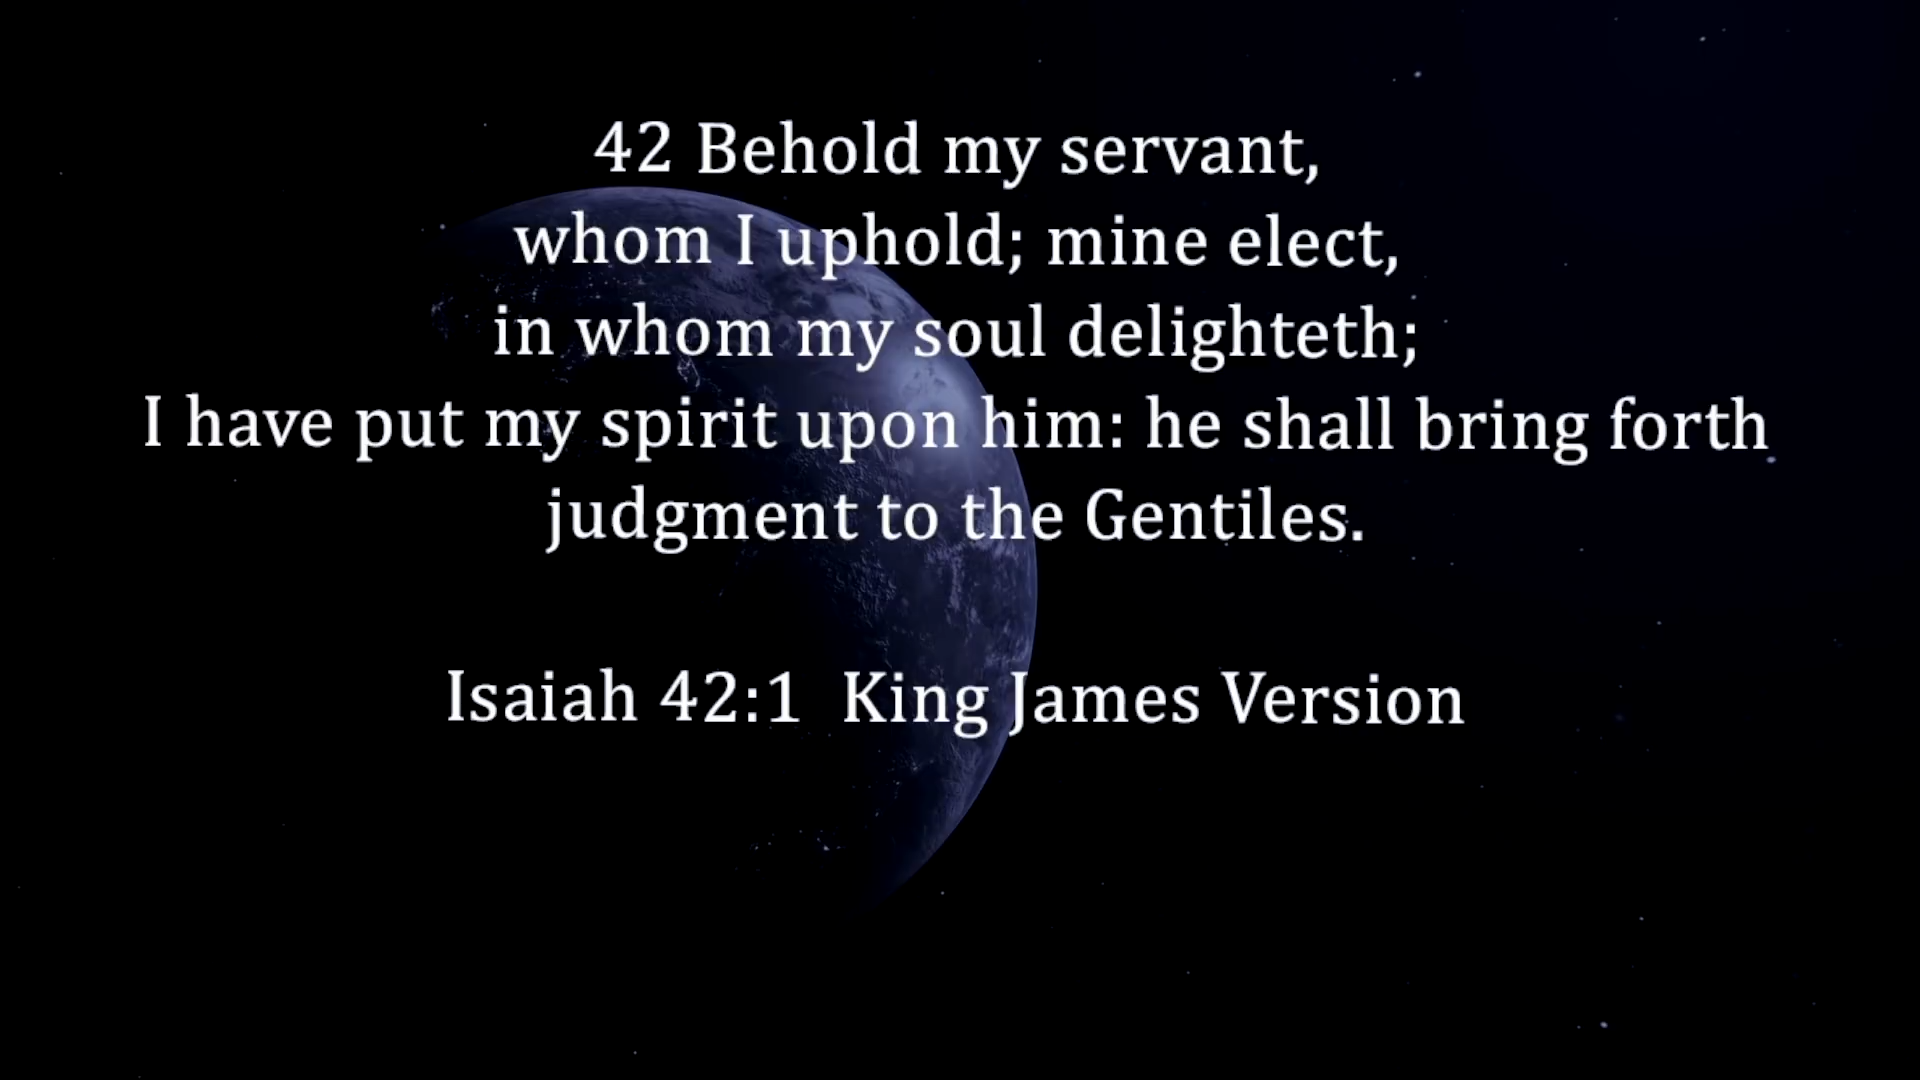 42 Behold my servant,
whom I uphold; mine elect,
in whom my soul delighteth;
I have put my spirit upon him: he shall bring forth
judgment to the Gentiles.
Isaiah 42:1  King James Version